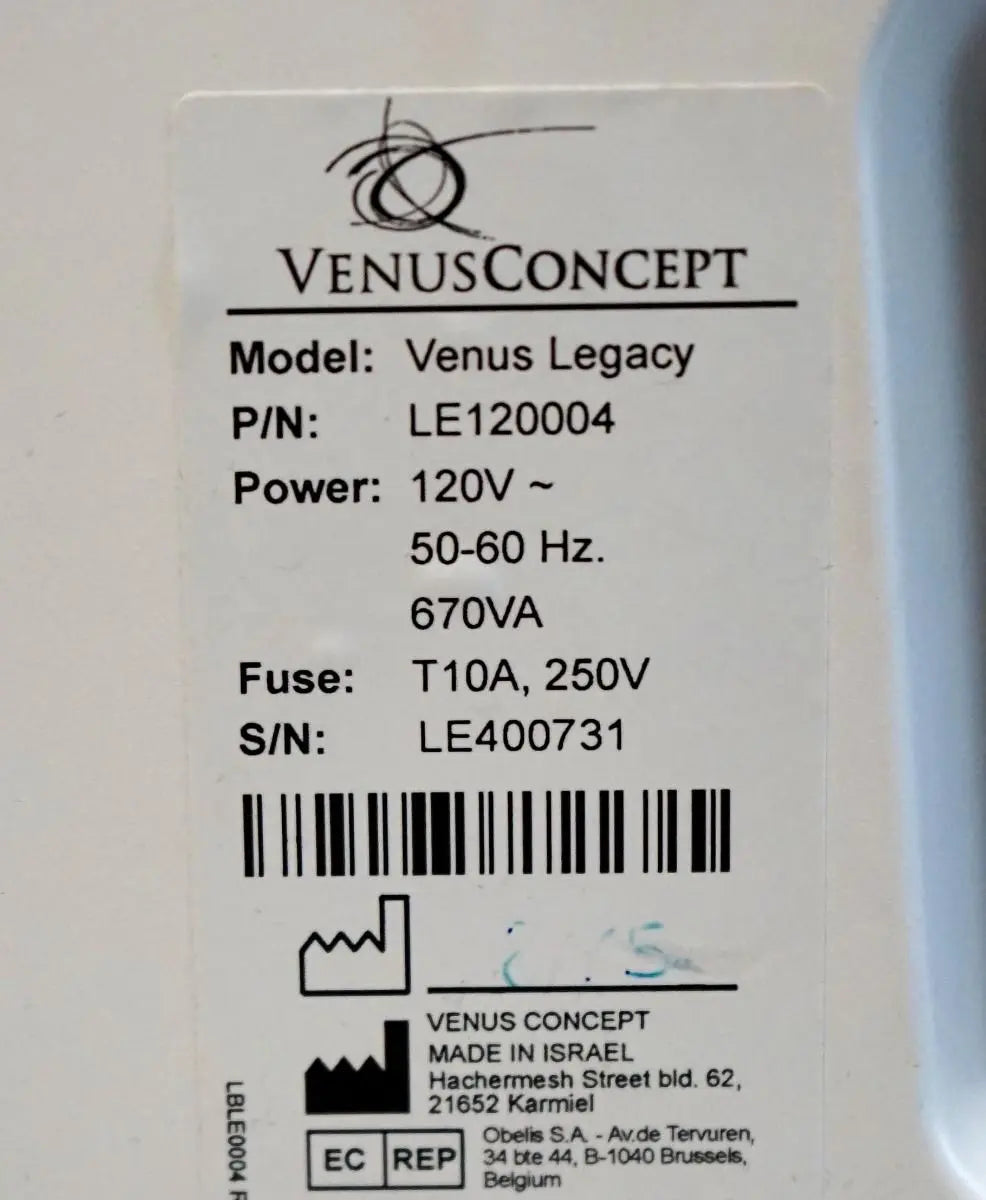 VENUSCONCEPT
Model: Venus Legacy
P/N: LE120004
Power: 120V ~
50-60 Hz.
670VA
Fuse: T10A, 250V
S/N: LE400731
VENUS CONCEPT
MADE IN ISRAEL
Hachermesh Street bld. 62,
21652 Karmiel
EC REP
Obelis S.A. - Av.de Tervuren,
34 bte 44, B-1040 Brussels,
Belgium
LBLE0004